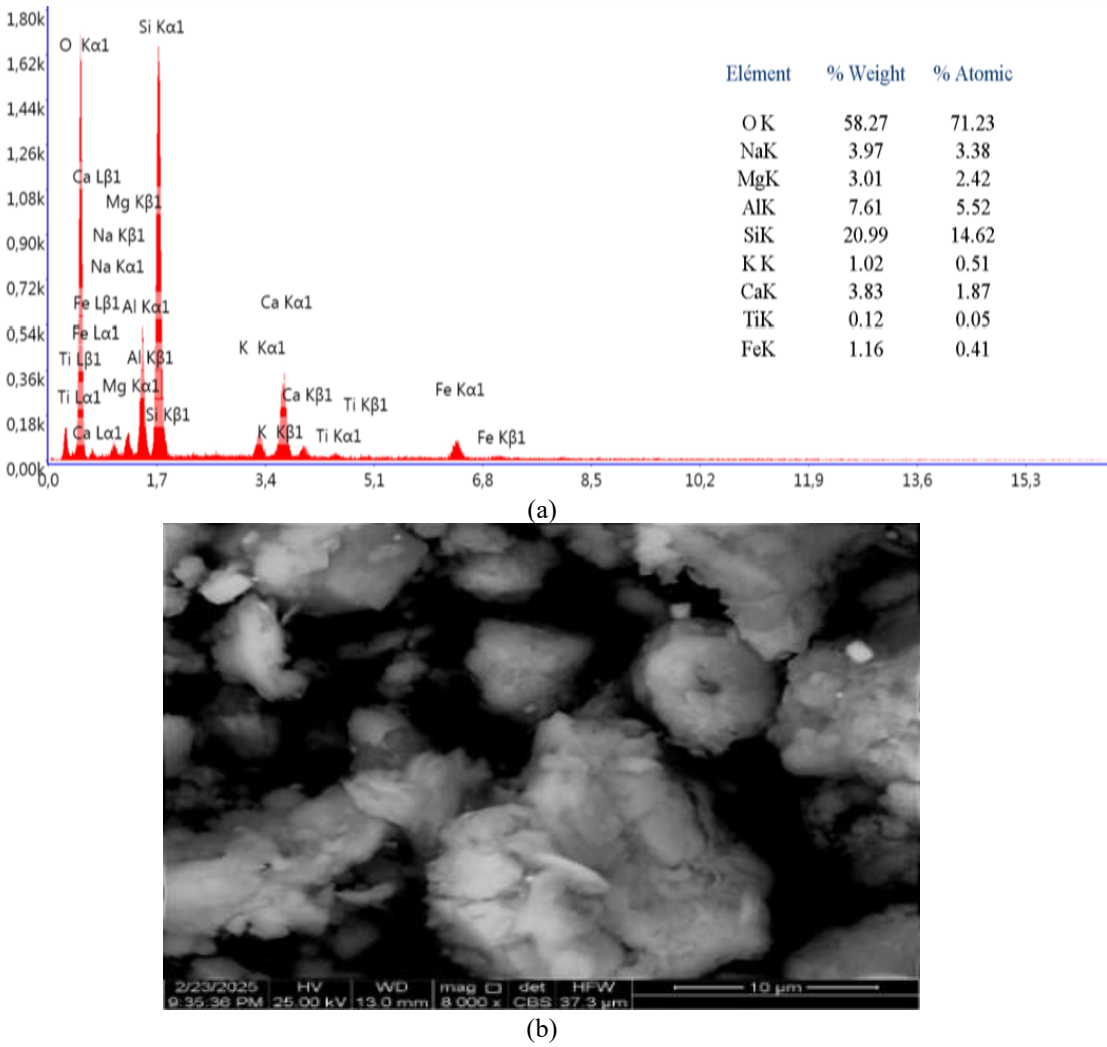 1,80k
1,62k
1,44k
1,26k
1,08k
0,90k
0,72k
0,54k
0,36k
0,18k
0,00k
O Kα1
Si Kα1
Ca Lβ1
Mg Kβ1
Na Kβ1
Na Kα1
Fe Lβ1
Al Kα1
Fe Lα1
Ti Lβ1
Al Kβ1
Ti Lα1
Mg Kα1
Si Kβ1
Ca Lα1
Ca Kα1
K Kα1
Ca Kβ1
K Kβ1
Ti Kβ1
Ti Kα1
Fe Kα1
Fe Kβ1
0,0 1,7 3,4 5,1 6,8 8,5 10,2 11,9 13,6 15,3
Elément % Weight % Atomic
O K 58.27 71.23
NaK 3.97 3.38
MgK 3.01 2.42
AlK 7.61 5.52
SiK 20.99 14.62
K K 1.02 0.51
CaK 3.83 1.87
TiK 0.12 0.05
FeK 1.16 0.41
(a)
2/23/2025 HV WD mag det HFW 10 µm
9:35:36 PM 25.00 kV 13.0 mm 8 000 x CBS 37.3 µm
(b)